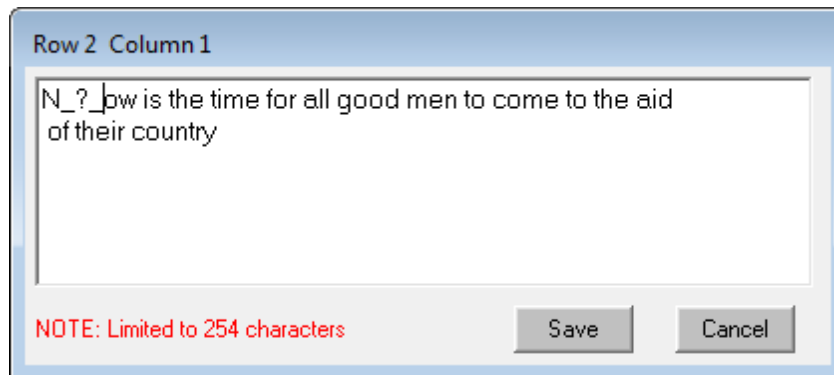 Row 2 Column 1
N_?_ow is the time for all good men to come to the aid
of their country
NOTE: Limited to 254 characters
Save
Cancel